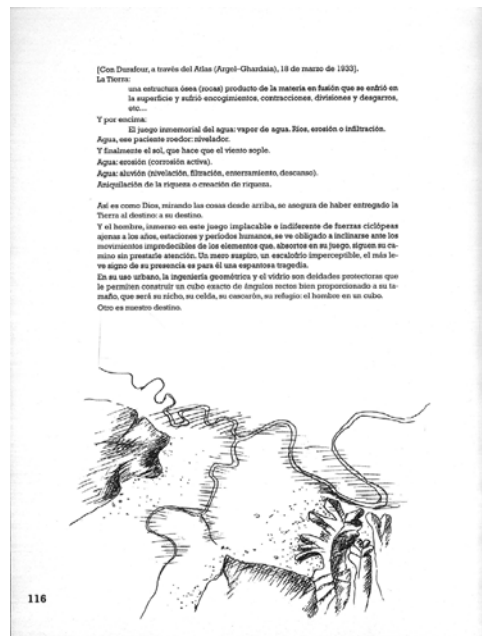 [Con Durafour, a través del Atlas (Argel-Ghardaia), 18 de marzo de 1933].
La Tierra:
una estructura ósea (rocas) producto de la materia en fusión que se enfrió en
la superficie y sufrió encogimientos, contracciones, divisiones y desgarros,
etc...
Y por encima:
El juego inmemorial del agua: vapor de agua. Ríos, erosión o infiltración.
Agua, ese paciente roedor: nivelador.
Y finalmente el sol, que hace que el viento sople.
Agua: erosión (corrosión activa).
Agua: aluvión (nivelación, filtración, enterramiento, descanso).
Aniquilación de la riqueza o creación de riqueza.
Así es como Dios, mirando las cosas desde arriba, se asegura de haber entregado la
Tierra al destino: a su destino.
Y el hombre, inmerso en este juego implacable e indiferente de fuerzas ciclópeas
ajenas a los años, estaciones y períodos humanos, se ve obligado a inclinarse ante los
movimientos impredecibles de los elementos que, absortos en su juego, siguen su ca-
mino sin prestarle atención. Un mero suspiro, un escalofrío imperceptible, el más le-
ve signo de su presencia es para él una espantosa tragedia.
En su uso urbano, la ingeniería geométrica y el vidrio son deidades protectoras que
le permiten construir un cubo exacto de ángulos rectos bien proporcionado a su ta-
maño, que será su nicho, su celda, su cascarón, su refugio: el hombre en un cubo.
Otro es nuestro destino.
116